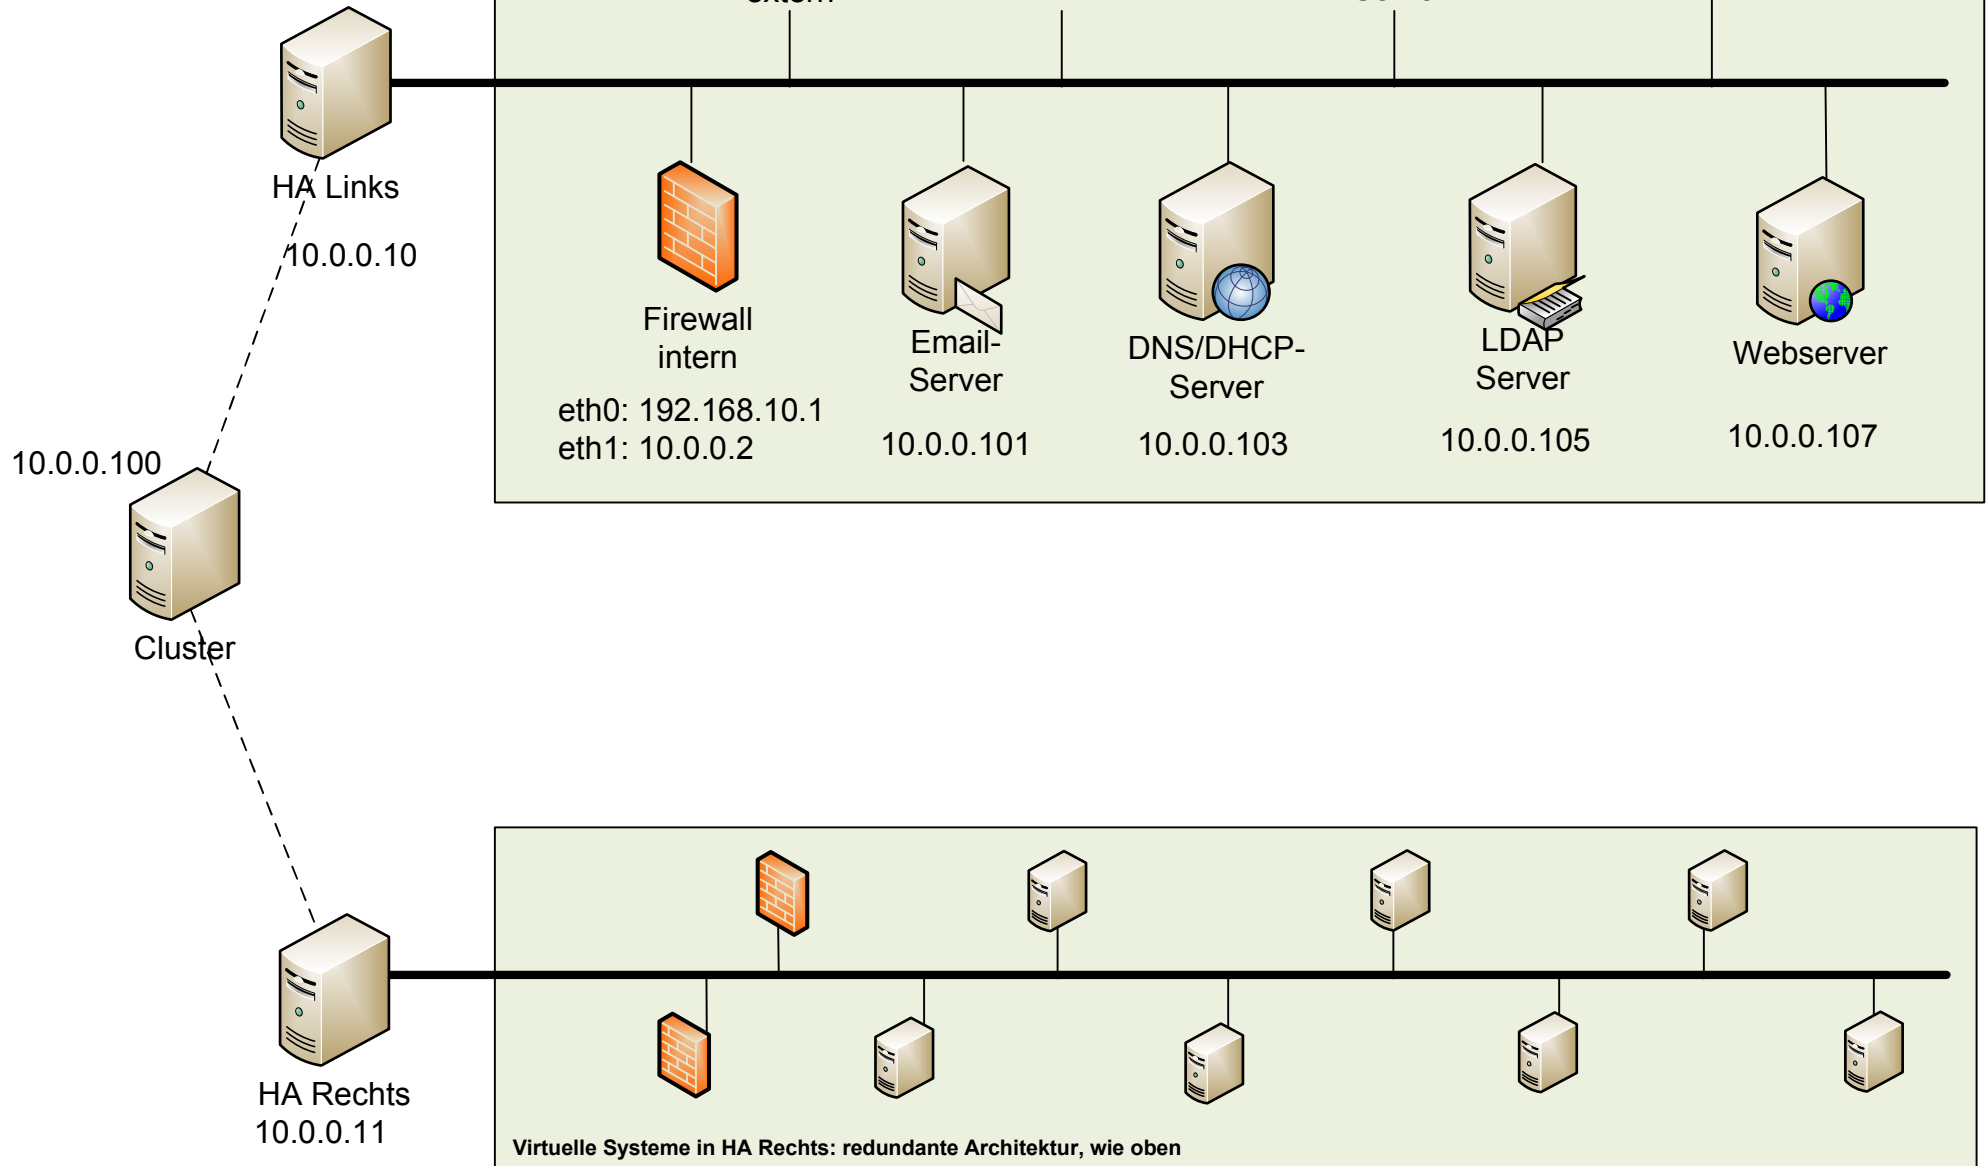 extern
HA Links
10.0.0.10
Firewall
intern
eth0: 192.168.10.1
eth1: 10.0.0.2
Email-
Server
10.0.0.101
DNS/DHCP-
Server
10.0.0.103
LDAP
Server
10.0.0.105
Webserver
10.0.0.107
10.0.0.100
Cluster
HA Rechts
10.0.0.11
Virtuelle Systeme in HA Rechts: redundante Architektur, wie oben